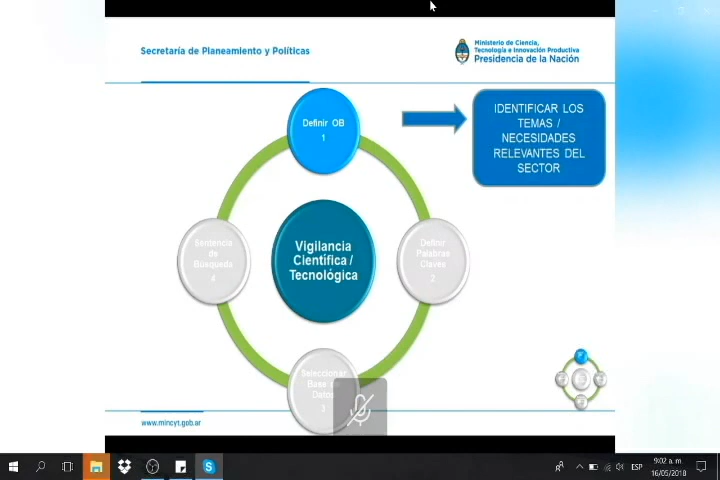 Secretaría de Planeamiento y Políticas
Ministerio de Ciencia,
Tecnología e Innovación Productiva
Presidencia de la Nación
Definir OB
1
IDENTIFICAR LOS
TEMAS /
NECESIDADES
RELEVANTES DEL
SECTOR
Sentencia
de
Búsqueda
4
Vigilancia
Científica /
Tecnológica
Definir
Palabras
Claves
2
Seleccionar
Base de
Datos
3
www.mincyt.gob.ar
ESP
9:02 a. m.
16/05/2018